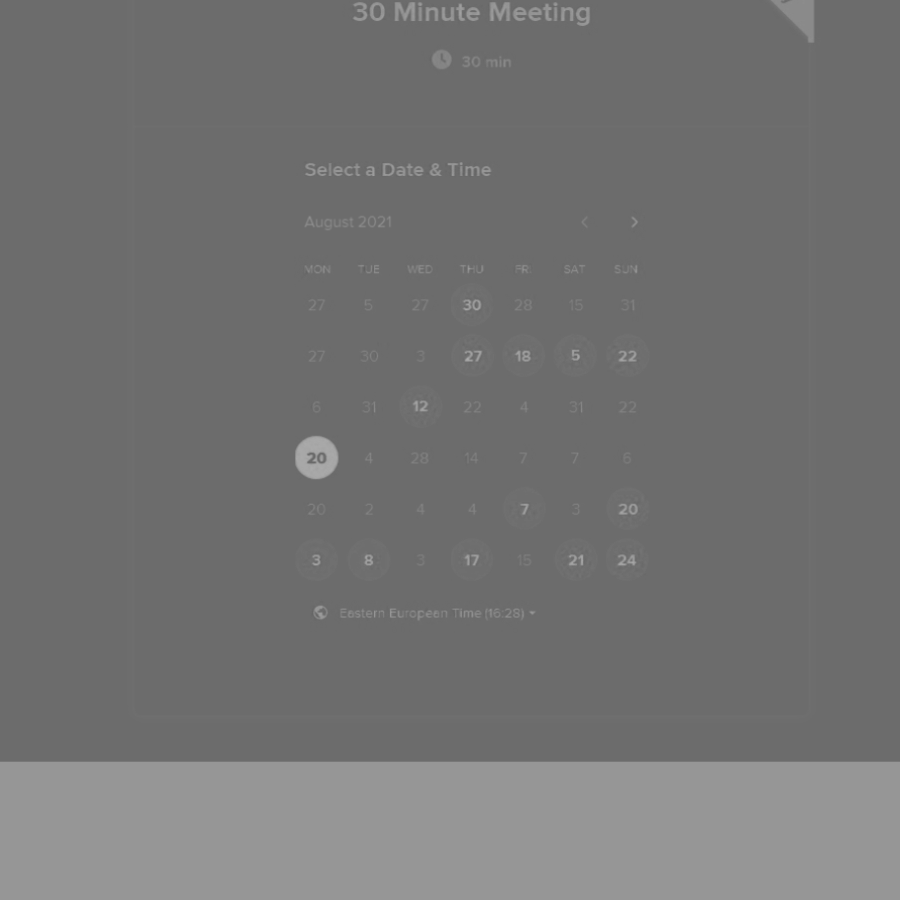 30 Minute Meeting
30 min
Select a Date & Time
August 2021
MON TUE WED THU FRI SAT SUN
27 5 27 30 28 15 31
27 30 3 27 18 5 22
6 31 12 22 4 31 22
20 4 28 14 7 7 6
20 2 4 4 7 3 20
3 8 3 17 15 21 24
Eastern European Time (16:28)